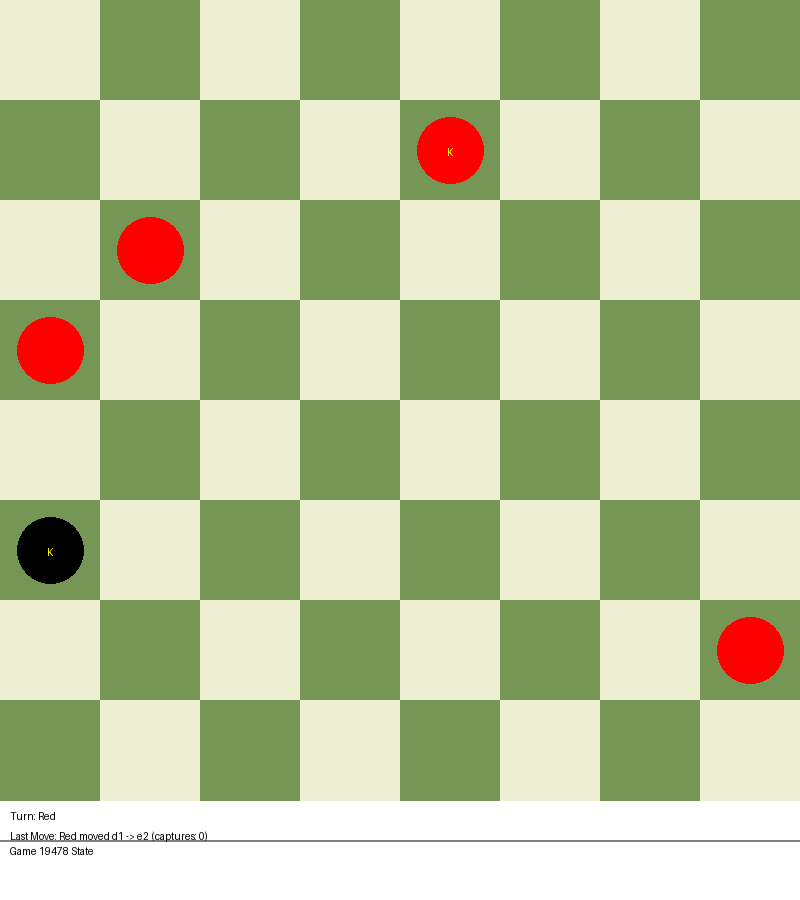 K
K
Turn: Red
Last Move: Red moved d1 -> e2 (captures: 0)
Game 19478 State